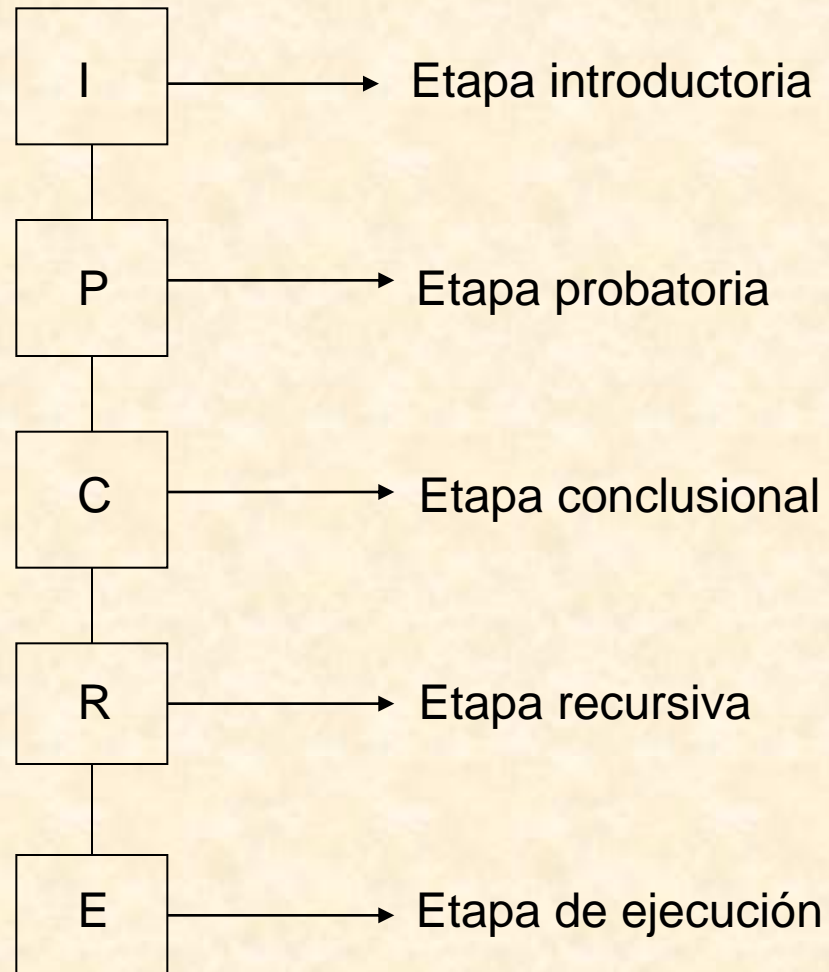 I Etapa introductoria
P Etapa probatoria
C Etapa conclusional
R Etapa recursiva
E Etapa de ejecución